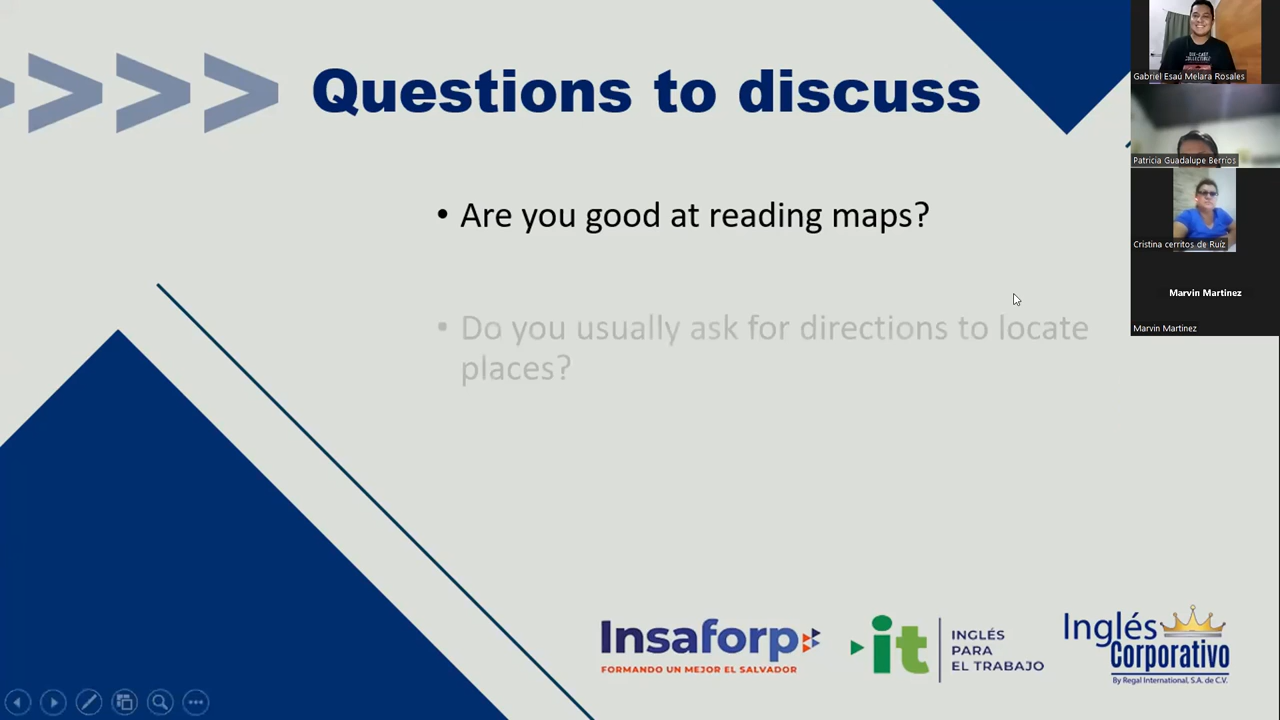 Questions to discuss
• Are you good at reading maps?
• Do you usually ask for directions to locate
places?
Insaforp
FORMANDO UN MEJOR EL SALVADOR
it
INGLÉS
PARA
EL TRABAJO
Inglés
Corporativo
By Regal International, S.A. de C.V.
Gabriel Esaú Melara Rosales
Patricia Guadalupe Berrios
Cristina cerritos de Ruíz
Marvin Martinez
Marvin Martinez